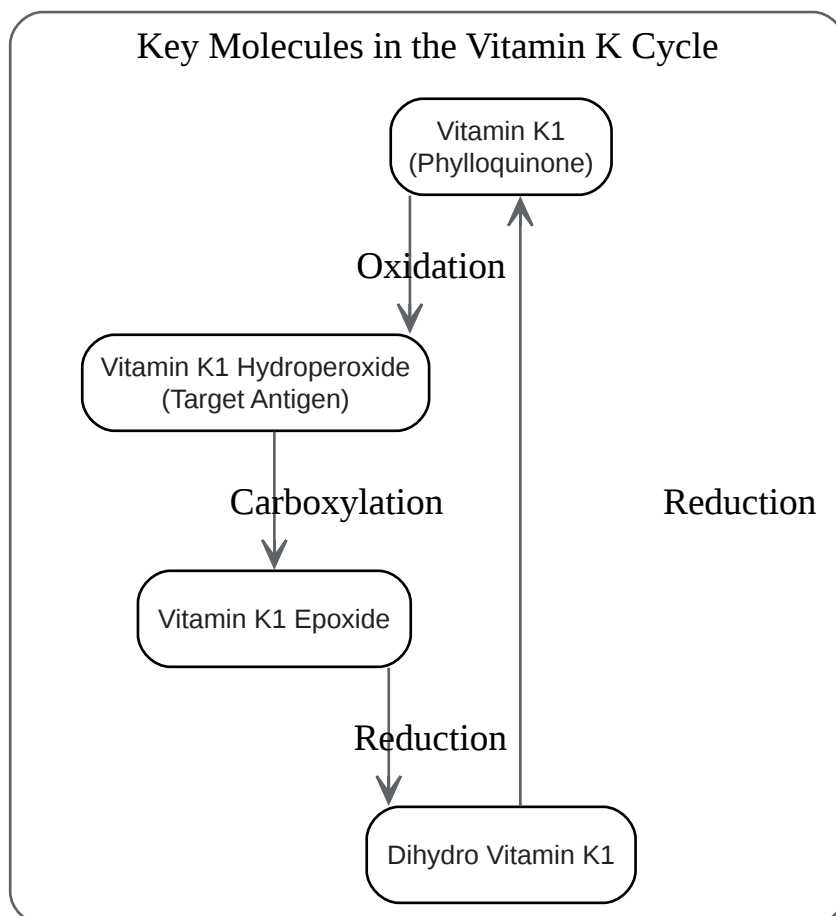 Key Molecules in the Vitamin K Cycle
Vitamin K1
(Phylloquinone)
Oxidation
Vitamin K1 Hydroperoxide
(Target Antigen)
Carboxylation
Reduction
Vitamin K1 Epoxide
Reduction
Dihydro Vitamin K1